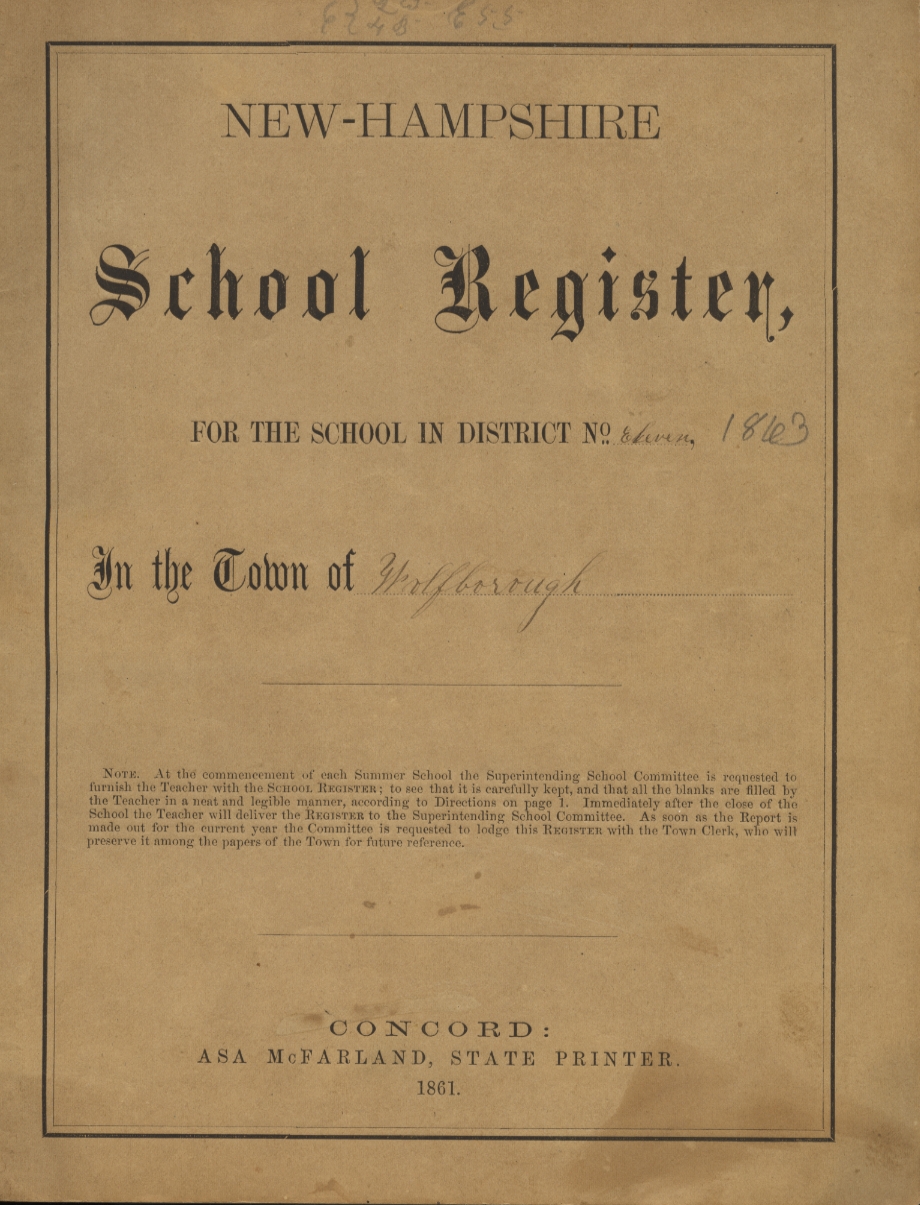 NEW-HAMPSHIRE
School Register,
FOR THE SCHOOL IN DISTRICT No. Eleven, 1863
In the Town of Wolfborough
NOTE. At the commencement of each Summer School the Superintending School Committee is requested to
furnish the Teacher with the SCHOOL REGISTER; to see that it is carefully kept, and that all the blanks are filled by
the Teacher in a neat and legible manner, according to Directions on page 1. Immediately after the close of the
School the Teacher will deliver the REGISTER to the Superintending School Committee. As soon as the Report is
made out for the current year the Committee is requested to lodge this REGISTER with the Town Clerk, who will
preserve it among the papers of the Town for future reference.
CONCORD:
ASA McFARLAND, STATE PRINTER.
1861.